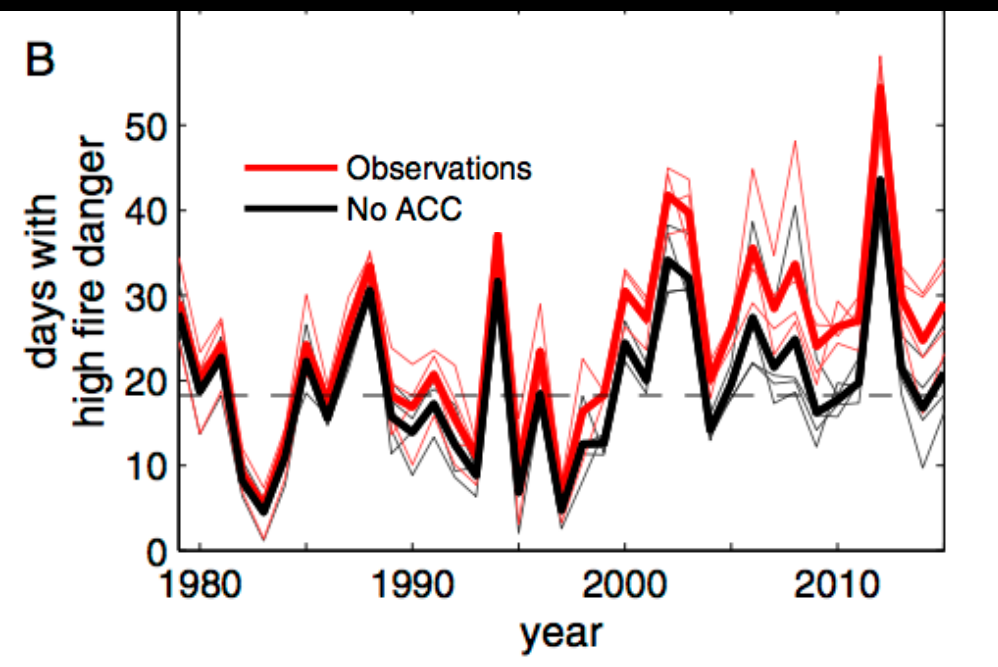 B
days with
high fire danger
50
40
30
20
10
0
Observations
No ACC
1980
1990
2000
2010
year